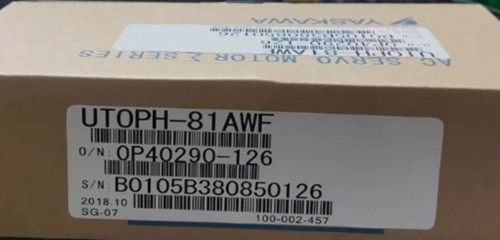 YASKAWA
AC SERVO MOTOR Σ SERIES
UTOPH-81AWF
O/N: OP40290-126
S/N: B0105B380850126
2018.10
SG-07
100-002-457